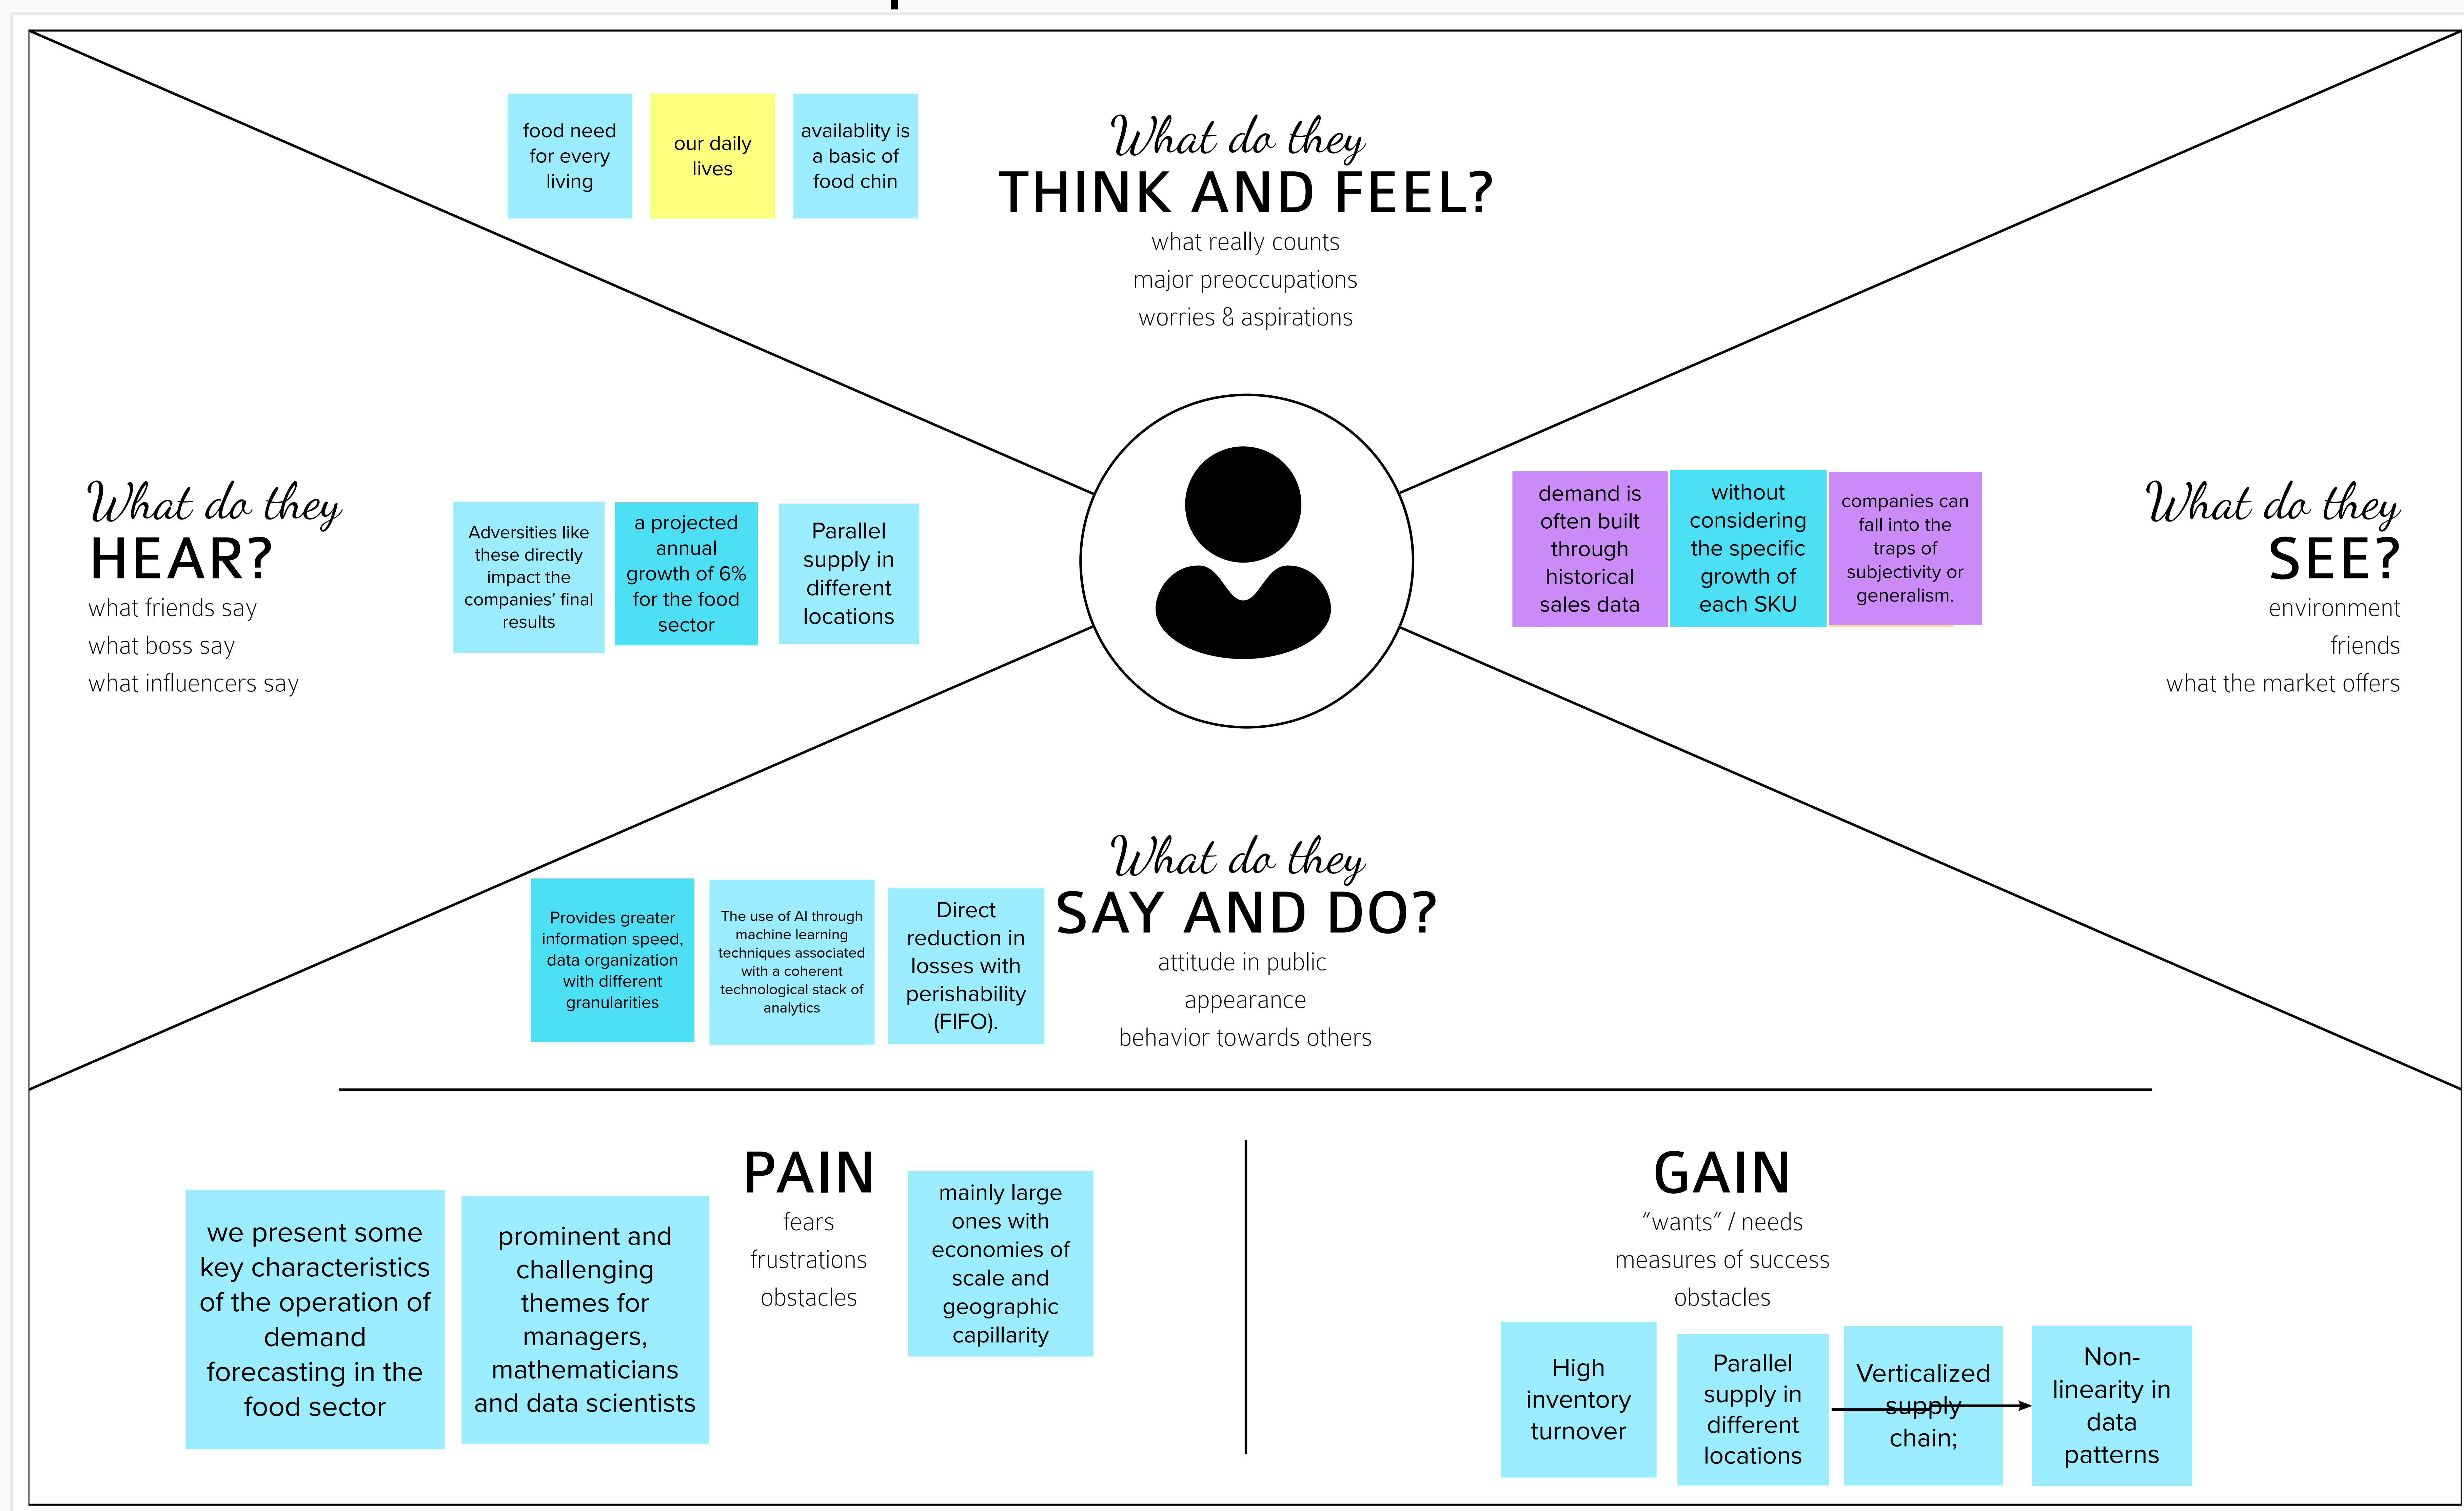 food need
for every
living
our daily
lives
availablity is
a basic of
food chin
What do they
THINK AND FEEL?
what really counts
major preoccupations
worries & aspirations
What do they
HEAR?
what friends say
what boss say
what influencers say
Adversities like
these directly
impact the
companies’ final
results
a projected
annual
growth of 6%
for the food
sector
Parallel
supply in
different
locations
demand is
often built
through
historical
sales data
without
considering
the specific
growth of
each SKU
companies can
fall into the
traps of
subjectivity or
generalism.
What do they
SEE?
environment
friends
what the market offers
Provides greater
information speed,
data organization
with different
granularities
The use of AI through
machine learning
techniques associated
with a coherent
technological stack of
analytics
Direct
reduction in
losses with
perishability
(FIFO).
What do they
SAY AND DO?
attitude in public
appearance
behavior towards others
we present some
key characteristics
of the operation of
demand
forecasting in the
food sector
prominent and
challenging
themes for
managers,
mathematicians
and data scientists
PAIN
fears
frustrations
obstacles
mainly large
ones with
economies of
scale and
geographic
capillarity
GAIN
“wants” / needs
measures of success
obstacles
High
inventory
turnover
Parallel
supply in
different
locations
Verticalized
supply
chain;
Non-
linearity in
data
patterns